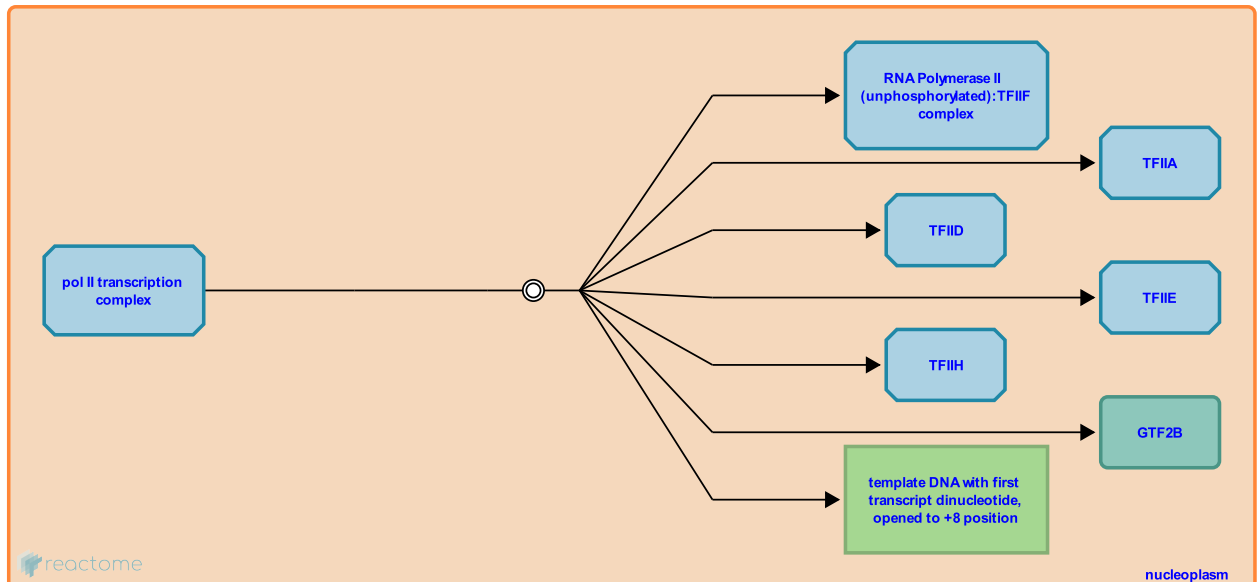 RNA Polymerase II
(unphosphorylated):TFIIF
complex
TFIIA
TFIID
pol II transcription
complex
TFIIE
TFIIH
GTF2B
template DNA with first
transcript dinucleotide,
opened to +8 position
reactome
nucleoplasm